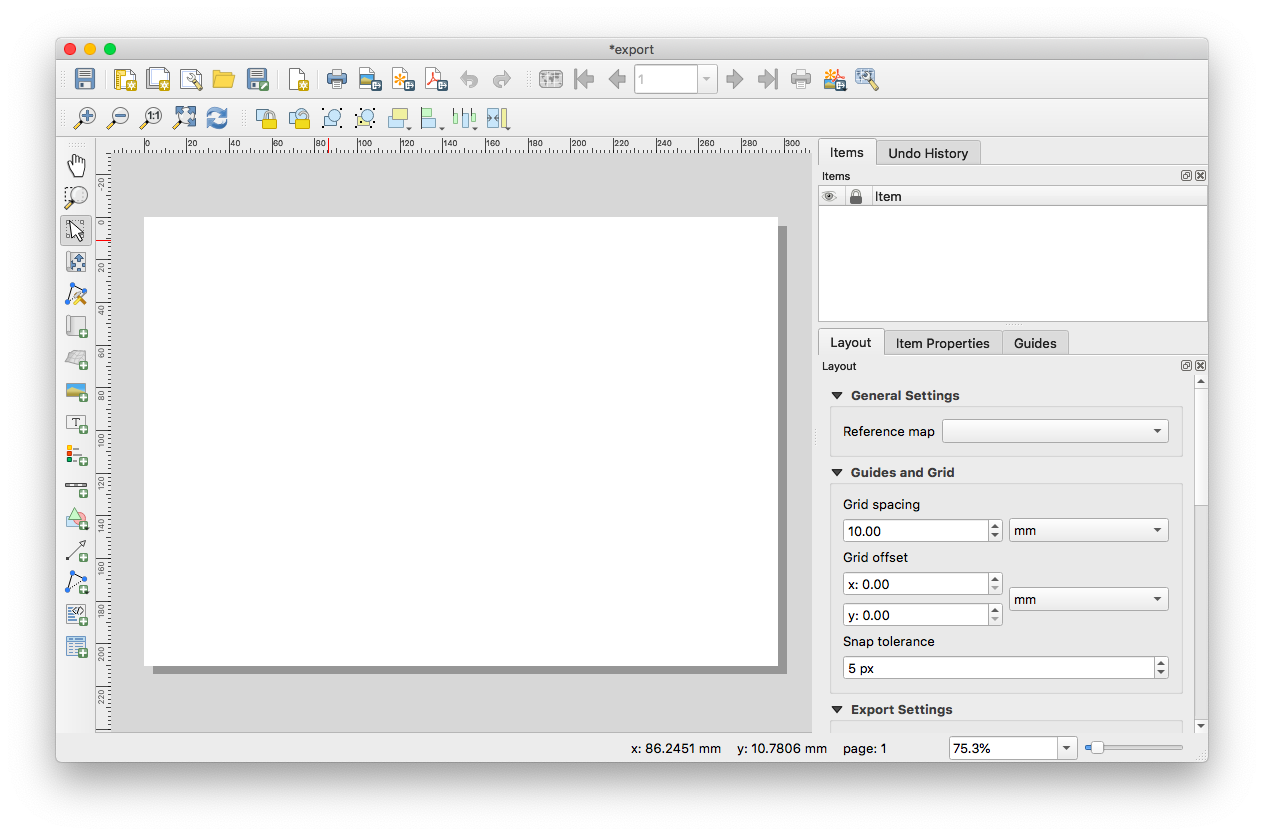 *export
1
1:1
0 20 40 60 80 100 120 140 160 180 200 220 240 260 280 300
-20
0
20
40
60
80
100
120
140
160
180
200
220
T
Items Undo History
Items
Item
Layout Item Properties Guides
Layout
General Settings
Reference map
Guides and Grid
Grid spacing
10.00 mm
Grid offset
x: 0.00
mm
y: 0.00
Snap tolerance
5 px
Export Settings
x: 86.2451 mm y: 10.7806 mm page: 1 75.3%